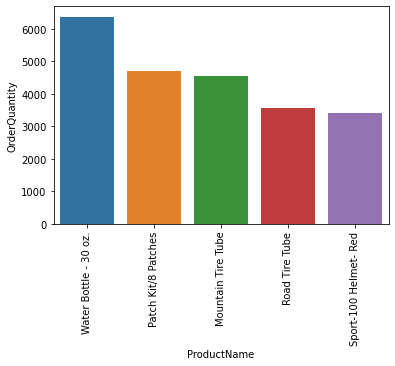 OrderQuantity
6000
5000
4000
3000
2000
1000
0
Water Bottle - 30 oz.
Patch Kit/8 Patches
Mountain Tire Tube
Road Tire Tube
Sport-100 Helmet- Red
ProductName